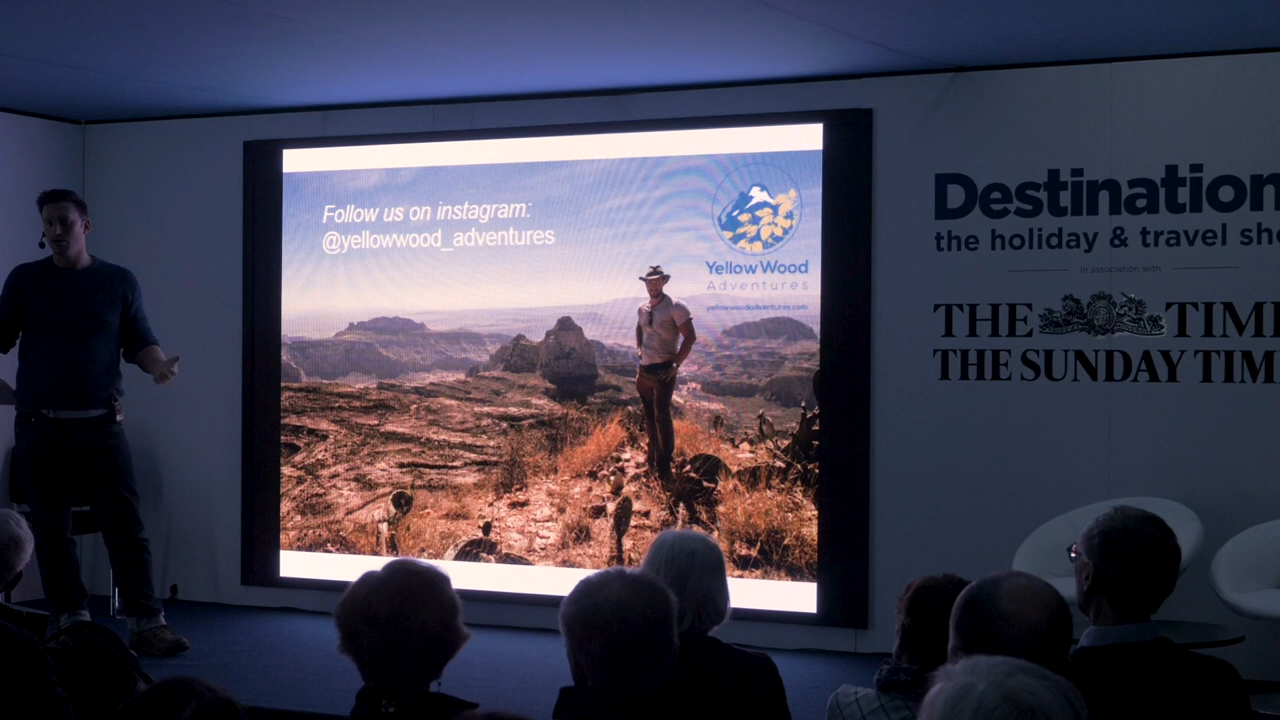 Follow us on instagram:
@yellowwood_adventures
YellowWood
Adventures
yellowwoodadventures.com
Destination
the holiday & travel sho
in association with
THE TIM
THE SUNDAY TIM